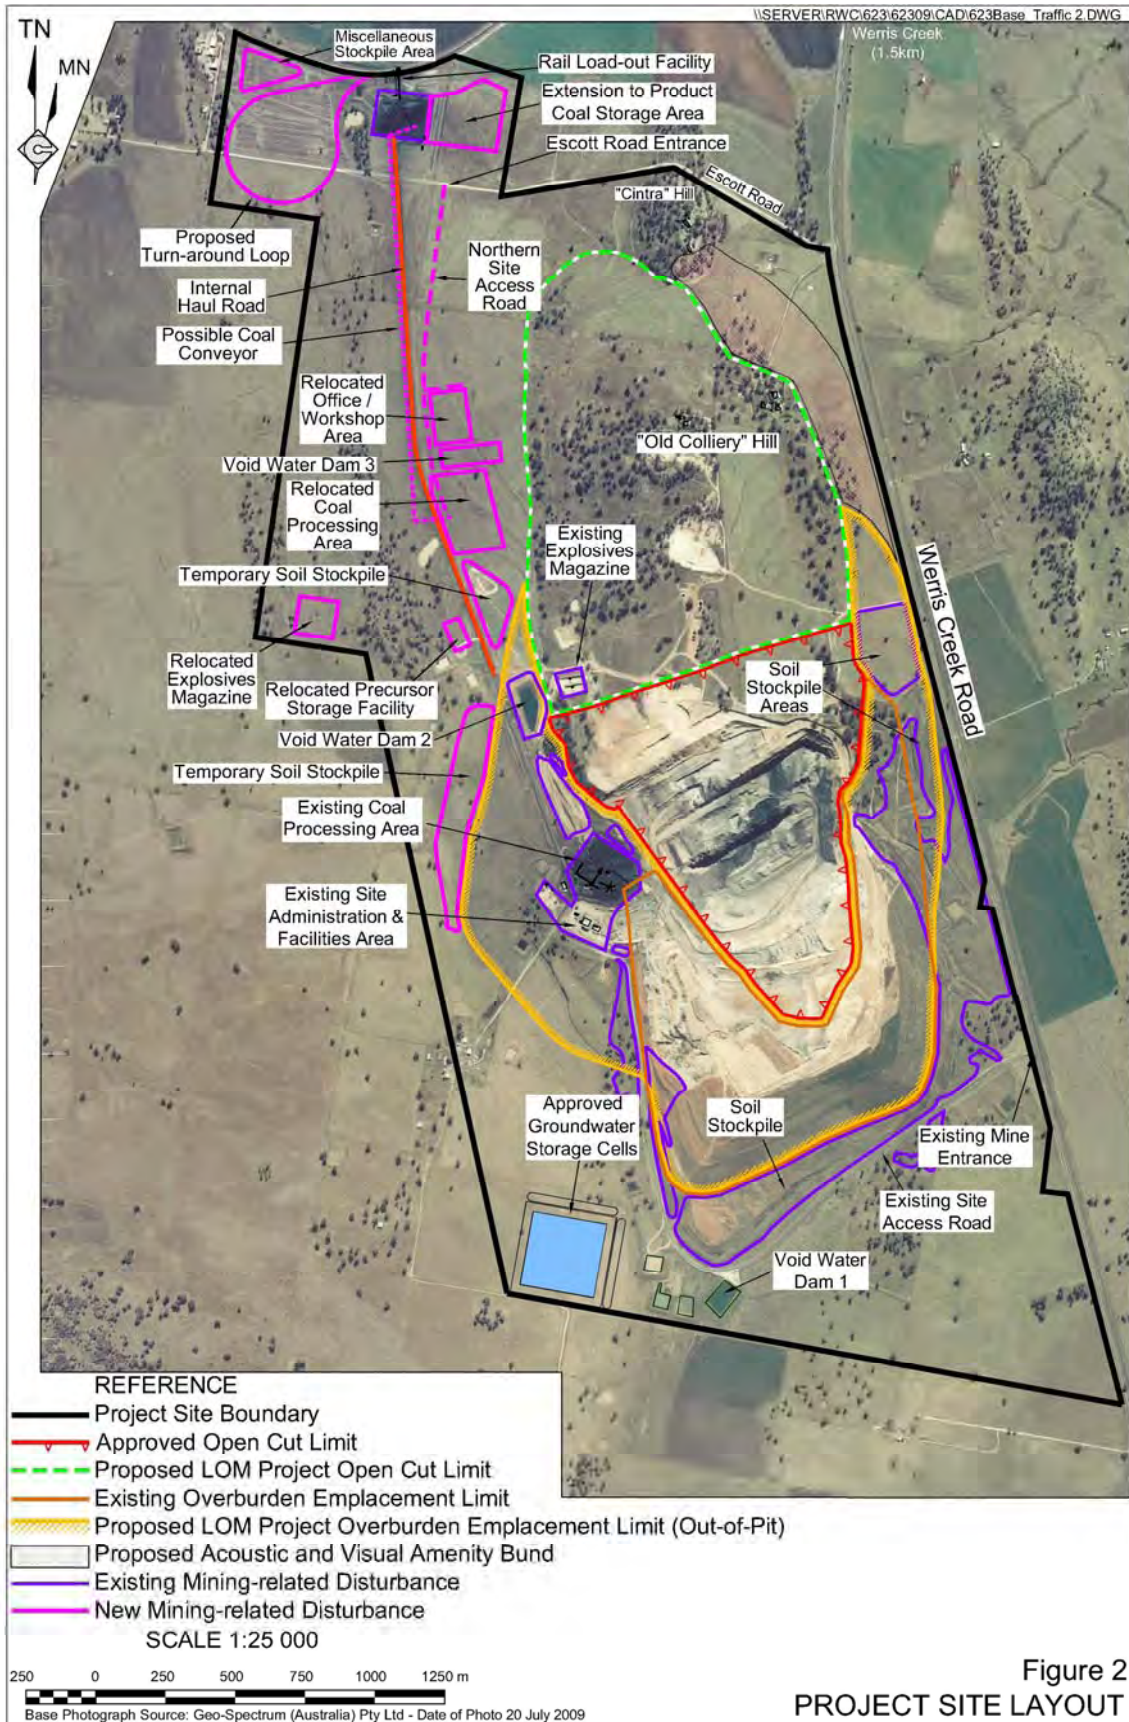 \\SERVER\RWC\623\62309\CAD\623Base_Traffic 2.DWG
TN
MN
Miscellaneous
Stockpile Area
Rail Load-out Facility
Extension to Product
Coal Storage Area
Escott Road Entrance
Werris Creek
(1.5km)
"Cintra" Hill
Escott Road
Proposed
Turn-around Loop
Internal
Haul Road
Possible Coal
Conveyor
Northern
Site
Access
Road
Relocated
Office /
Workshop
Area
Void Water Dam 3
Relocated
Coal
Processing
Area
"Old Colliery" Hill
Existing
Explosives
Magazine
Temporary Soil Stockpile
Relocated
Explosives
Magazine
Relocated Precursor
Storage Facility
Void Water Dam 2
Soil
Stockpile
Areas
Werris Creek Road
Temporary Soil Stockpile
Existing Coal
Processing Area
Existing Site
Administration &
Facilities Area
Approved
Groundwater
Storage Cells
Soil
Stockpile
Existing Mine
Entrance
Existing Site
Access Road
Void Water
Dam 1
REFERENCE
Project Site Boundary
Approved Open Cut Limit
Proposed LOM Project Open Cut Limit
Existing Overburden Emplacement Limit
Proposed LOM Project Overburden Emplacement Limit (Out-of-Pit)
Proposed Acoustic and Visual Amenity Bund
Existing Mining-related Disturbance
New Mining-related Disturbance
SCALE 1:25 000
250 0 250 500 750 1000 1250 m
Base Photograph Source: Geo-Spectrum (Australia) Pty Ltd - Date of Photo 20 July 2009
Figure 2
PROJECT SITE LAYOUT